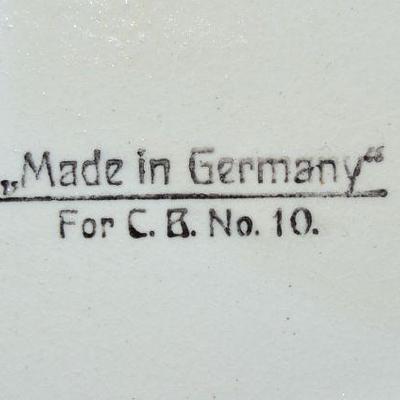 „Made in Germany“
For C. B. No. 10.